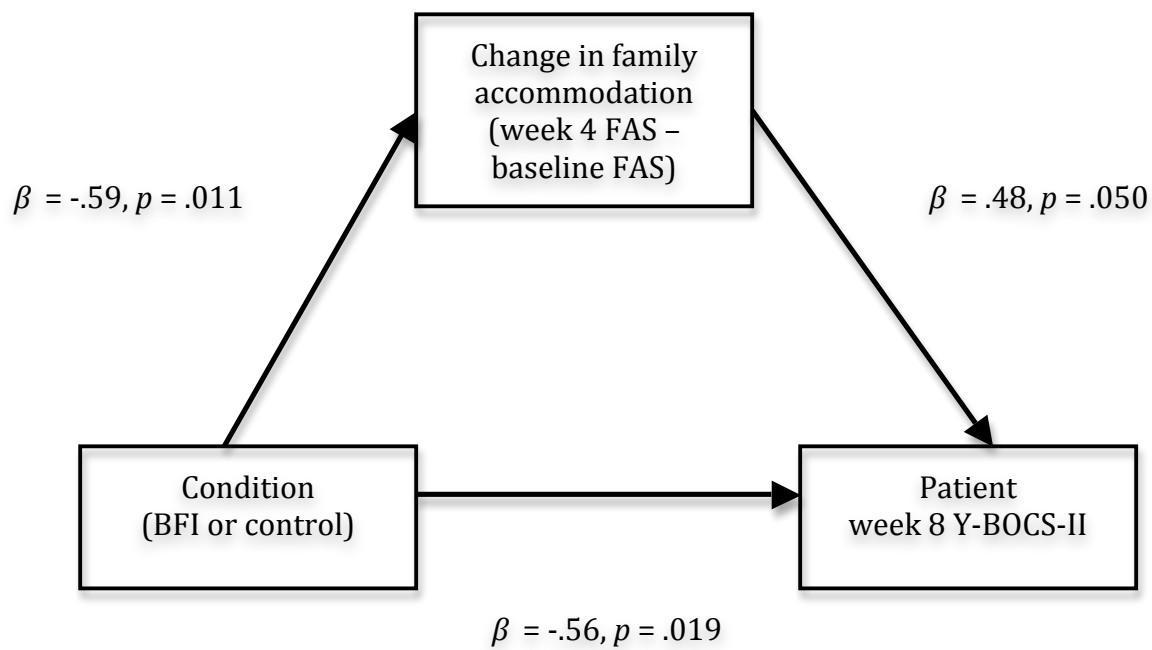 Change in family
accommodation
(week 4 FAS –
baseline FAS)
β = -.59, p = .011
β = .48, p = .050
Condition
(BFI or control)
Patient
week 8 Y-BOCS-II
β = -.56, p = .019